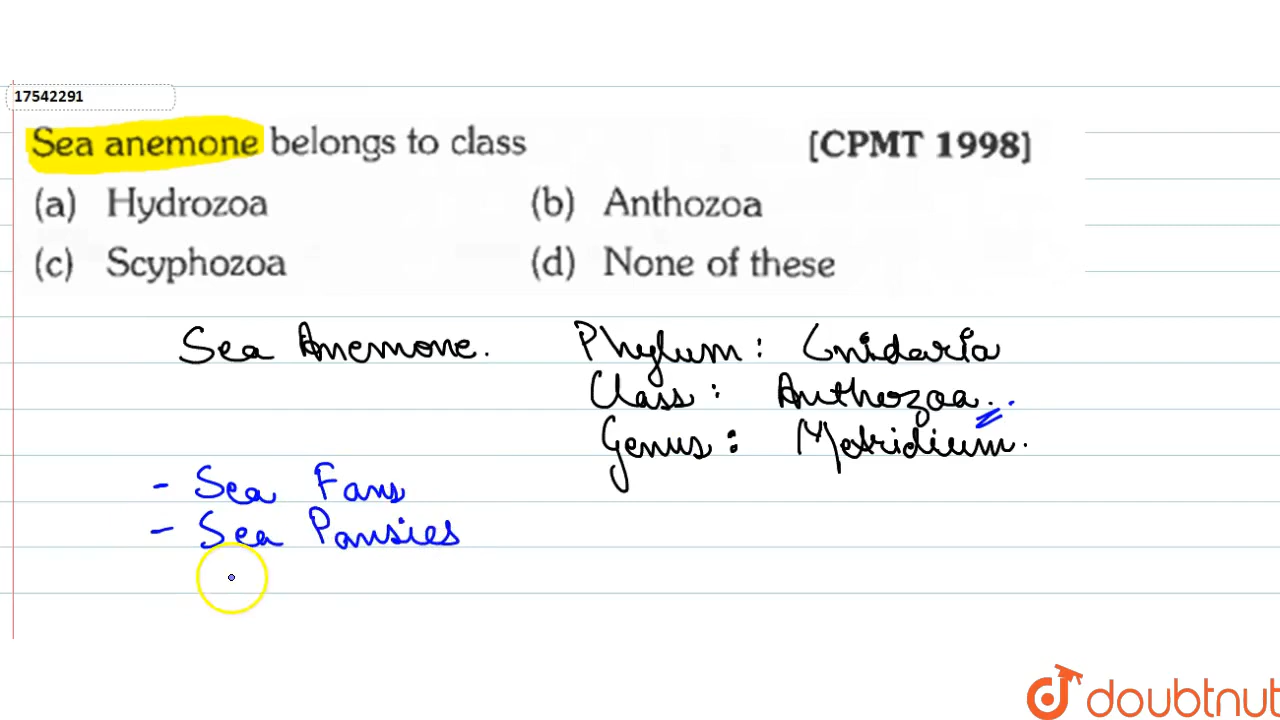 17542291
Sea anemone belongs to class [CPMT 1998]
(a) Hydrozoa (b) Anthozoa
(c) Scyphozoa (d) None of these
Sea Anemone. Phylum : Cnidaria
Class : Anthozoa..
Genus : Metridium.
- Sea Fans
- Sea Pansies
doubtnut